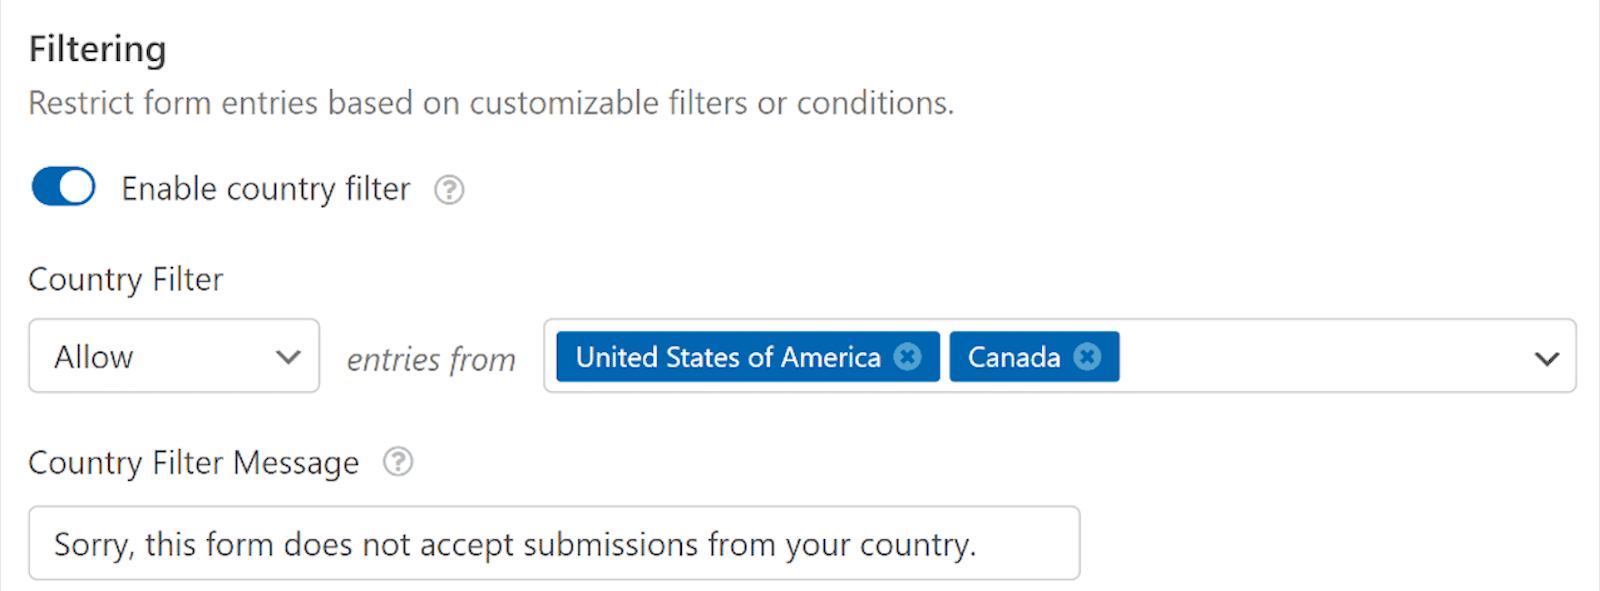 Filtering
Restrict form entries based on customizable filters or conditions.
Enable country filter ?
Country Filter
Allow entries from United States of America Canada
Country Filter Message ?
Sorry, this form does not accept submissions from your country.